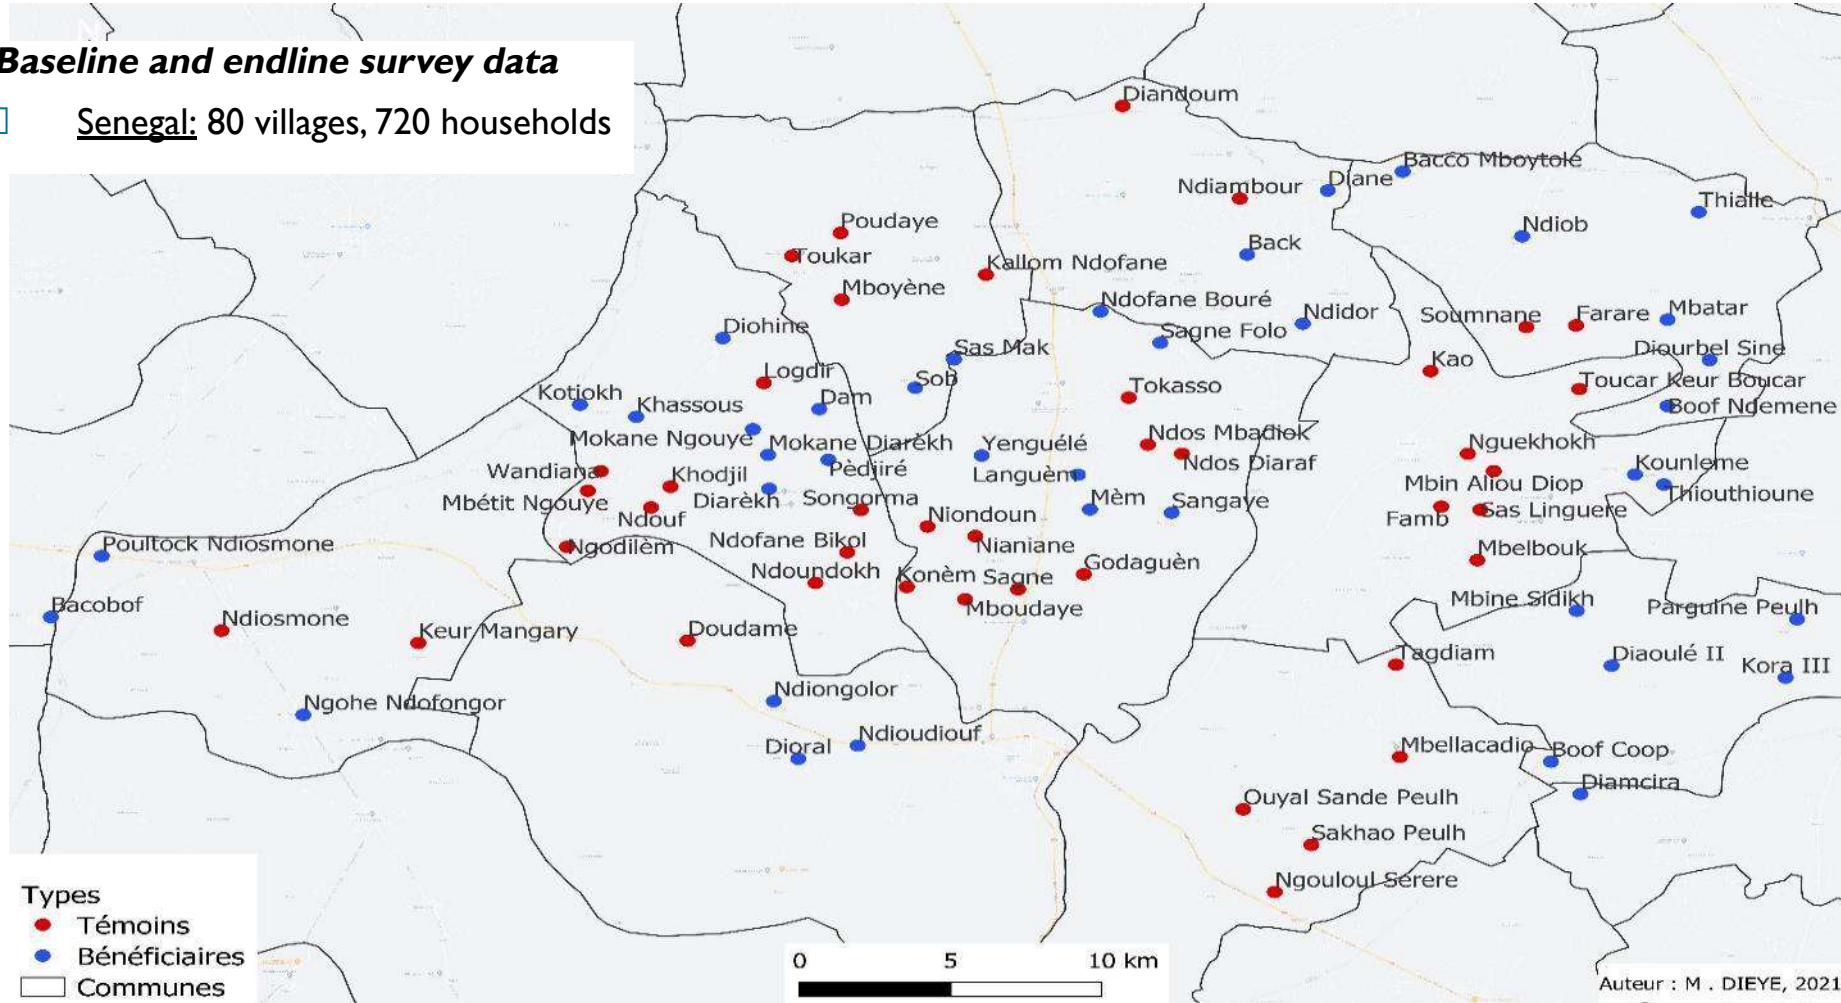 Baseline and endline survey data
Senegal: 80 villages, 720 households
Diandoum
Bacco Mboytole
Ndiambour
Diane
Thialle
Poudaye
Ndiob
Toukar
Back
Kallom Ndofane
Mboyène
Ndofane Bouré
Ndidor
Soumnane
Farare
Mbatar
Diohine
Sagne Folo
Sas Mak
Diourbel Sine
Kao
Logdir
Sob
Tokasso
Toucar Keur Boucar
Kotiokh
Khassous
Dam
Boof Ndemene
Mokane Ngouye
Mokane Diarèkh
Yenguélé
Ndos Mbadiok
Nguekhokh
Wandiana
Khodjil
Pèdjiré
Languèm
Ndos Diaraf
Kounleme
Mbin Aliou Diop
Mbétit Ngouye
Diarèkh
Songorma
Mèm
Sangaye
Thiouthioune
Ndouf
Niondoun
Famb
Sas Linguere
Poultock Ndiosmone
Ngodilèm
Ndofane Bikol
Nianiane
Mbelbouk
Ndoundokh
Konèm
Sagne
Godaguèn
Bacobof
Mboudaye
Mbine Sidikh
Parguine Peulh
Ndiosmone
Keur Mangary
Doudame
Tagdiam
Diaoulé II
Kora III
Ndiongolor
Ngohe Ndofongor
Ndioudiouf
Dioral
Mbellacadio
Boof Coop
Diamcira
Ouyal Sande Peulh
Sakhao Peulh
Ngouloul Serere
Types
Témoins
Bénéficiaires
Communes
0 5 10 km
Auteur : M . DIEYE, 2021